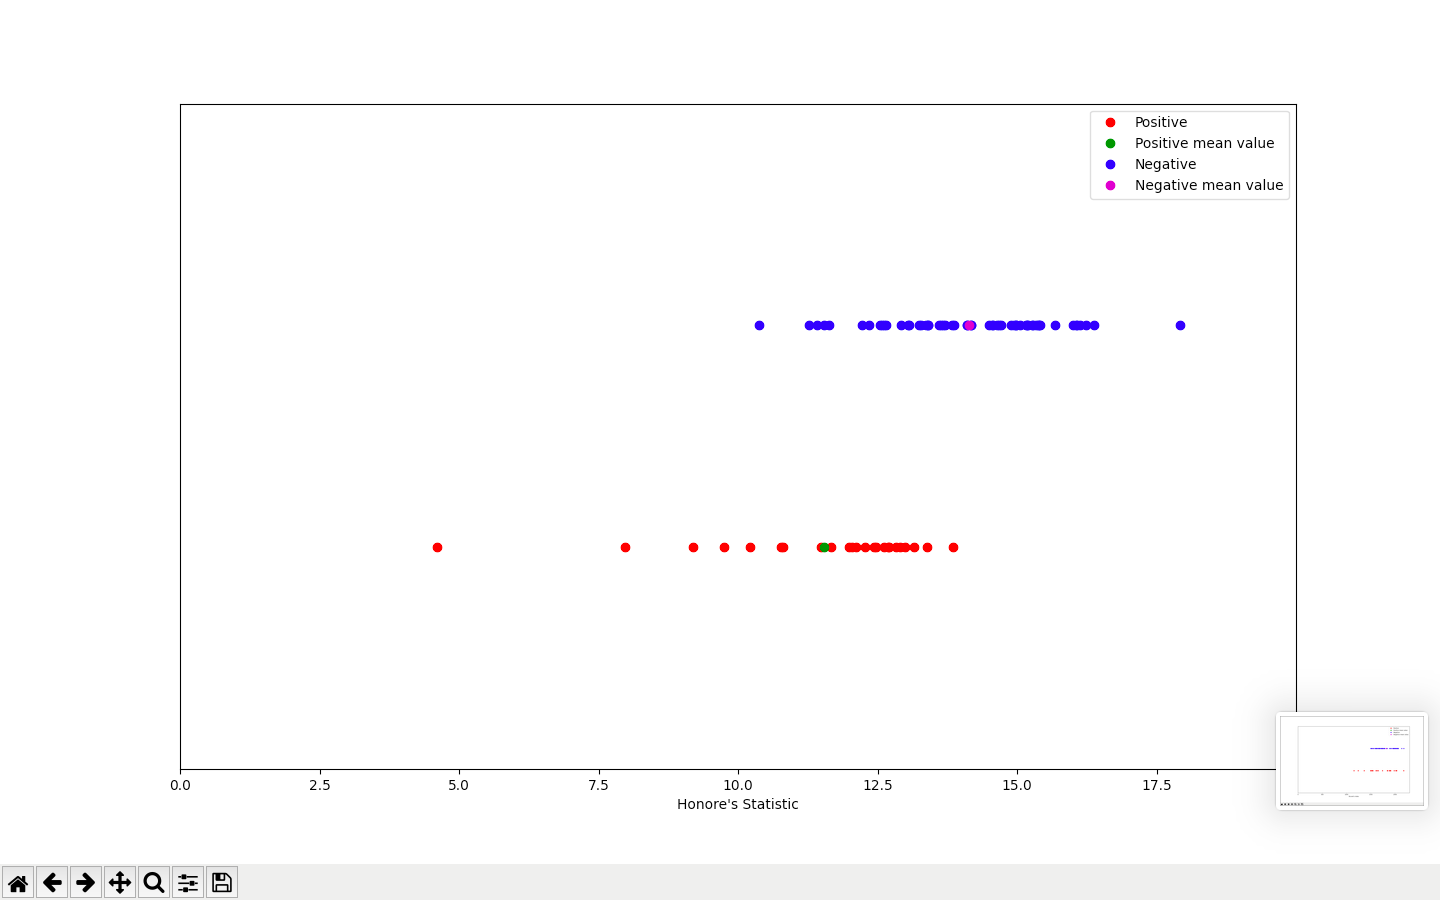 Positive
Positive mean value
Negative
Negative mean value
0.0 2.5 5.0 7.5 10.0 12.5 15.0 17.5
Honore's Statistic